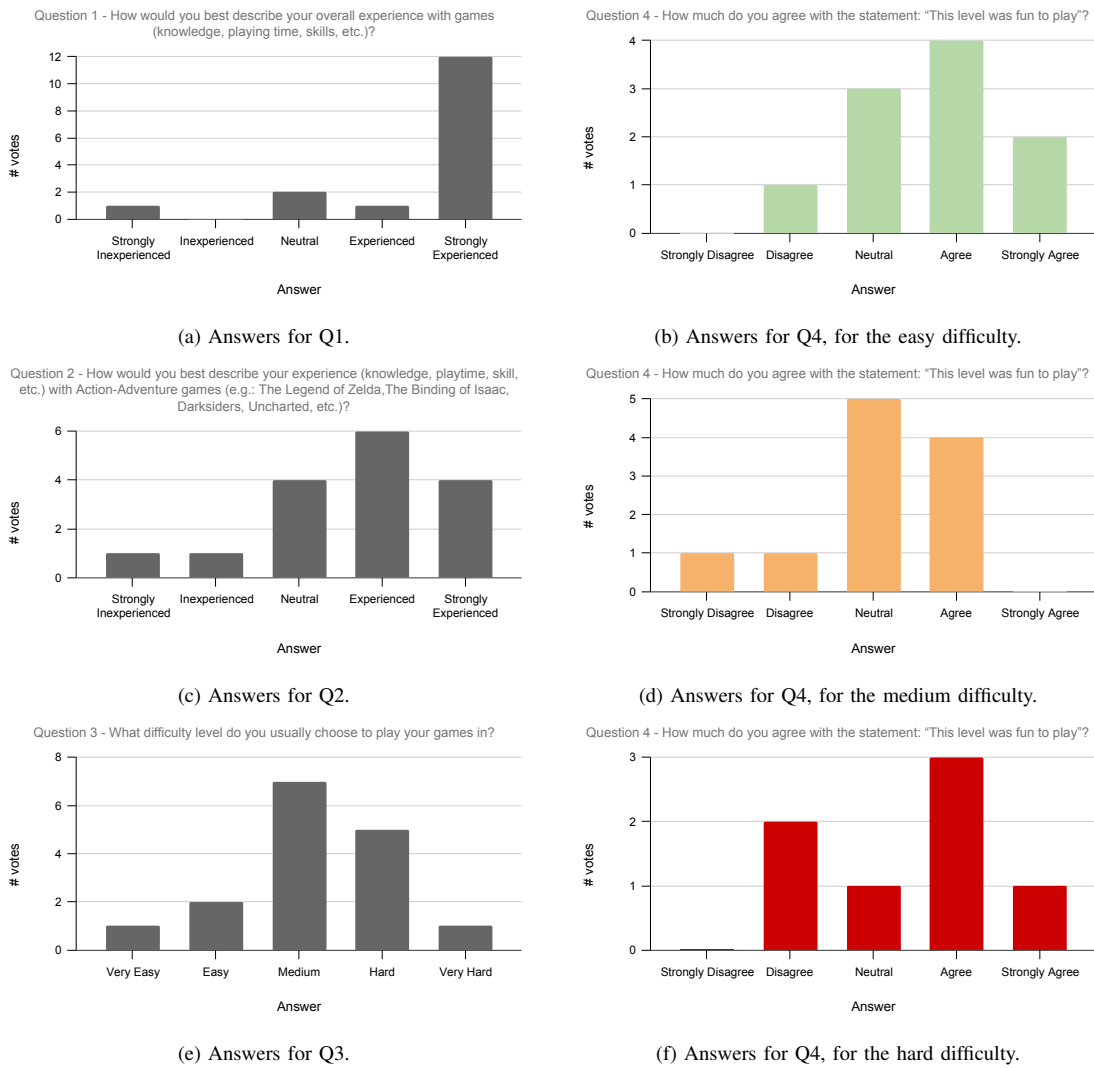 Question 1 - How would you best describe your overall experience with games
(knowledge, playing time, skills, etc.)?
# votes
12
10
8
6
4
2
0
Strongly
Inexperienced
Inexperienced
Neutral
Experienced
Strongly
Experienced
Answer
(a) Answers for Q1.
Question 4 - How much do you agree with the statement: “This level was fun to play”?
# votes
4
3
2
1
0
Strongly Disagree
Disagree
Neutral
Agree
Strongly Agree
Answer
(b) Answers for Q4, for the easy difficulty.
Question 2 - How would you best describe your experience (knowledge, playtime, skill,
etc.) with Action-Adventure games (e.g.: The Legend of Zelda,The Binding of Isaac,
Darksiders, Uncharted, etc.)?
# votes
6
4
2
0
Strongly
Inexperienced
Inexperienced
Neutral
Experienced
Strongly
Experienced
Answer
(c) Answers for Q2.
Question 4 - How much do you agree with the statement: “This level was fun to play”?
# votes
5
4
3
2
1
0
Strongly Disagree
Disagree
Neutral
Agree
Strongly Agree
Answer
(d) Answers for Q4, for the medium difficulty.
Question 3 - What difficulty level do you usually choose to play your games in?
# votes
8
6
4
2
0
Very Easy
Easy
Medium
Hard
Very Hard
Answer
(e) Answers for Q3.
Question 4 - How much do you agree with the statement: “This level was fun to play”?
# votes
3
2
1
0
Strongly Disagree
Disagree
Neutral
Agree
Strongly Agree
Answer
(f) Answers for Q4, for the hard difficulty.